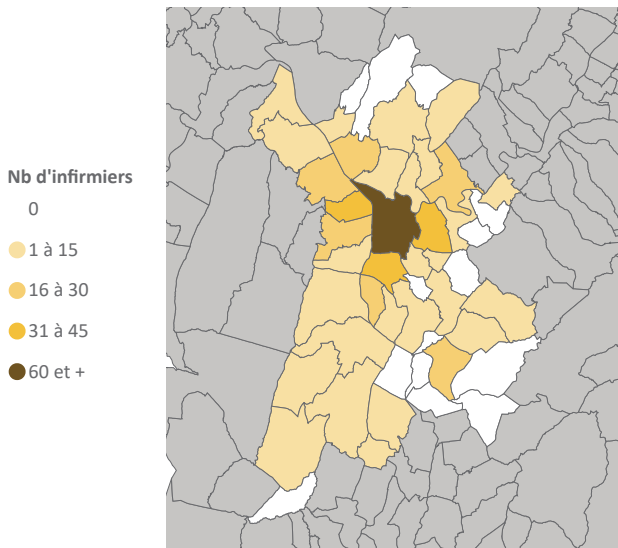 Nb d'infirmiers
0
1 à 15
16 à 30
31 à 45
60 et +